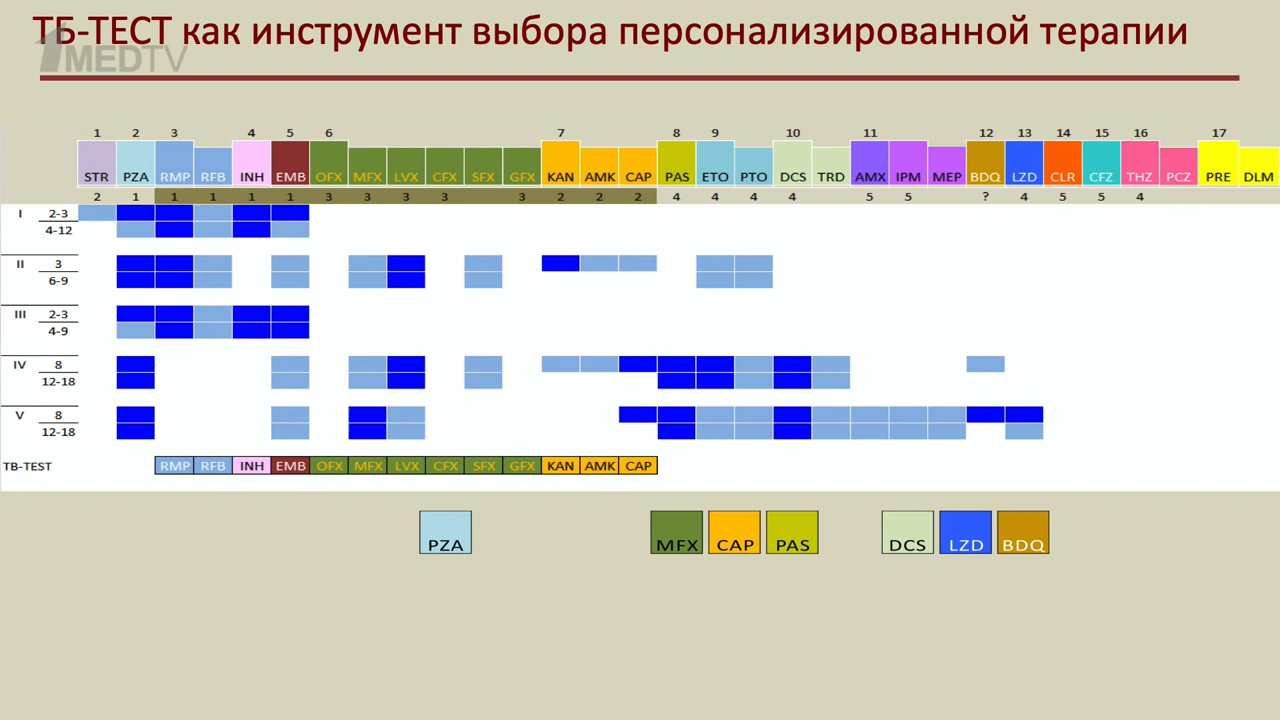 ТБ-ТЕСТ как инструмент выбора персонализированной терапии
1MEDTV
1 2 3 4 5 6 7 8 9 10 11 12 13 14 15 16 17
STR PZA RMP RFB INH EMB OFX MFX LVX CFX SFX GFX KAN AMK CAP PAS ETO PTO DCS TRD AMX IPM MEP BDQ LZD CLR CFZ THZ PCZ PRE DLM
2 1 1 1 1 1 3 3 3 3 3 2 2 2 4 4 4 4 5 5 ? 4 5 5 4
I 2-3
4-12
II 3
6-9
III 2-3
4-9
IV 8
12-18
V 8
12-18
TB-TEST RMP RFB INH EMB OFX MFX LVX CFX SFX GFX KAN AMK CAP
PZA MFX CAP PAS DCS LZD BDQ